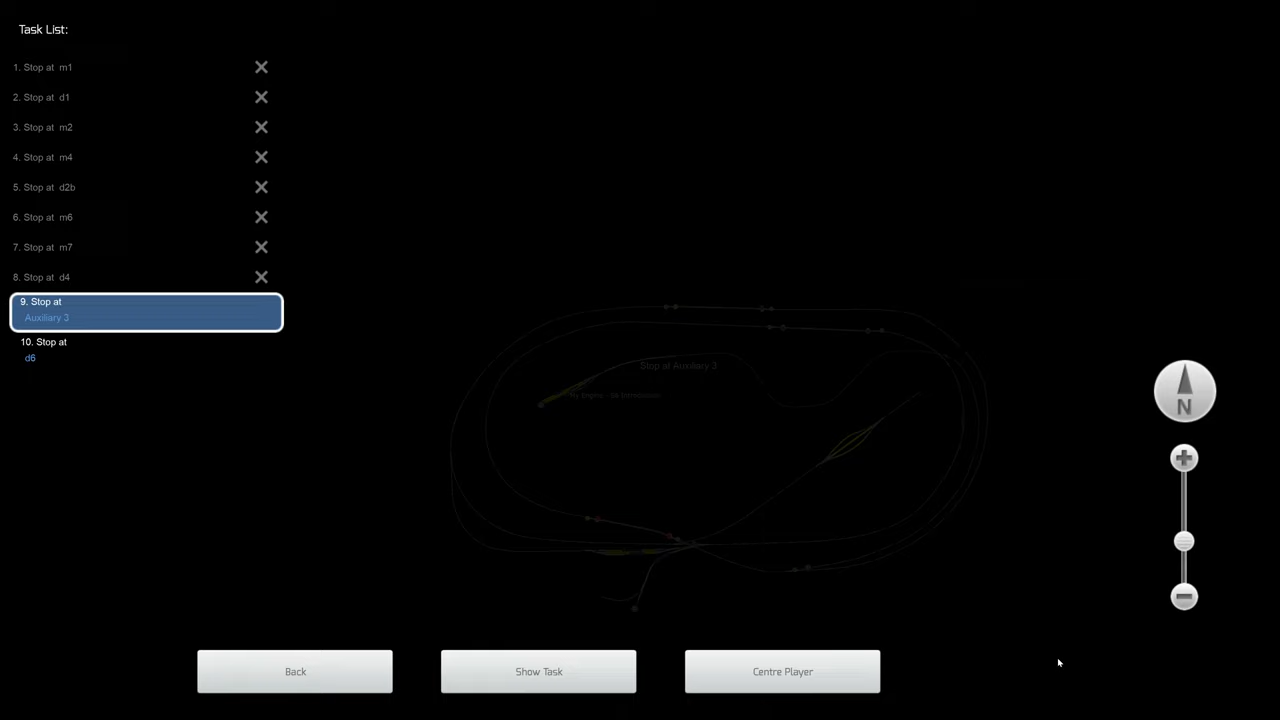 Task List:
1. Stop at m1
2. Stop at d1
3. Stop at m2
4. Stop at m4
5. Stop at d2b
6. Stop at m6
7. Stop at m7
8. Stop at d4
9. Stop at
Auxiliary 3
10. Stop at
d6
Stop at Auxiliary 3
My Engine -
N
Back
Show Task
Centre Player